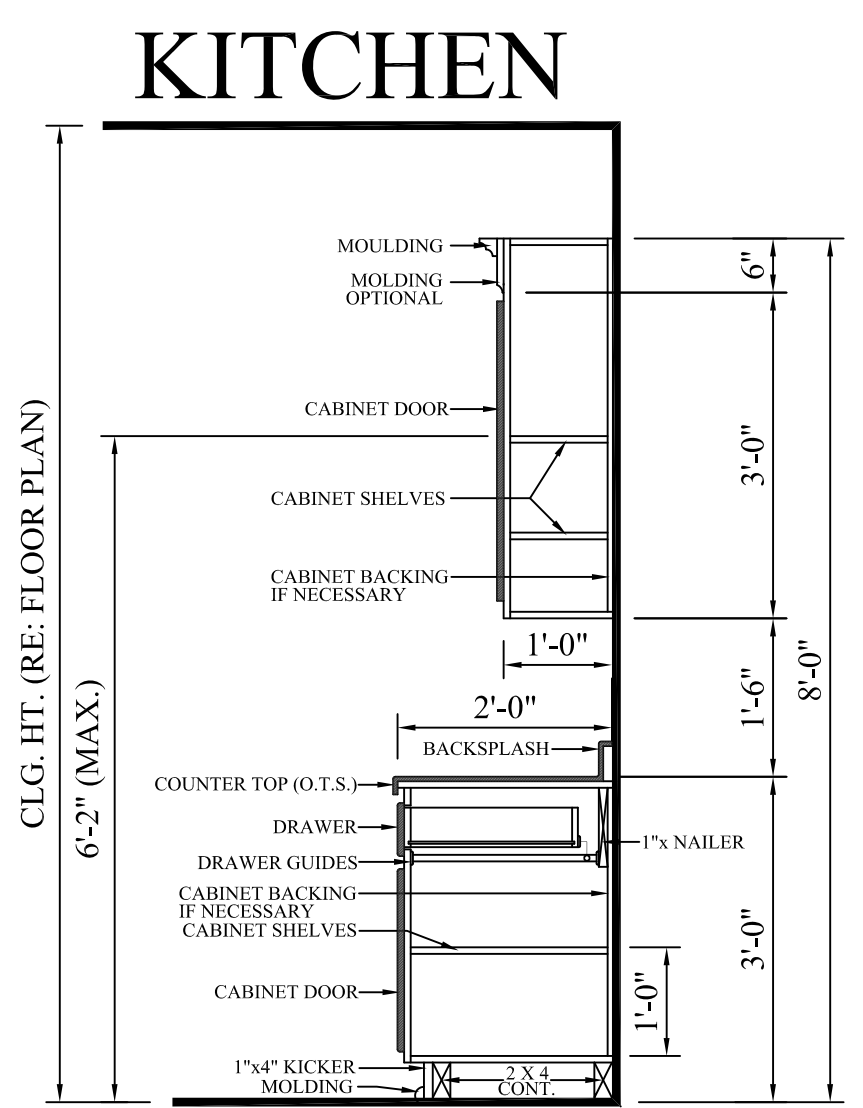 KITCHEN
MOULDING
MOLDING
OPTIONAL
6"
CABINET DOOR
3'-0"
CABINET SHELVES
CABINET BACKING
IF NECESSARY
CLG. HT. (RE: FLOOR PLAN)
6'-2" (MAX.)
1'-0"
1'-6"
8'-0"
2'-0"
BACKSPLASH
COUNTER TOP (O.T.S.)
DRAWER
1"x NAILER
DRAWER GUIDES
CABINET BACKING
IF NECESSARY
CABINET SHELVES
3'-0"
CABINET DOOR
1'-0"
1"x4" KICKER
MOLDING
2 X 4
CONT.